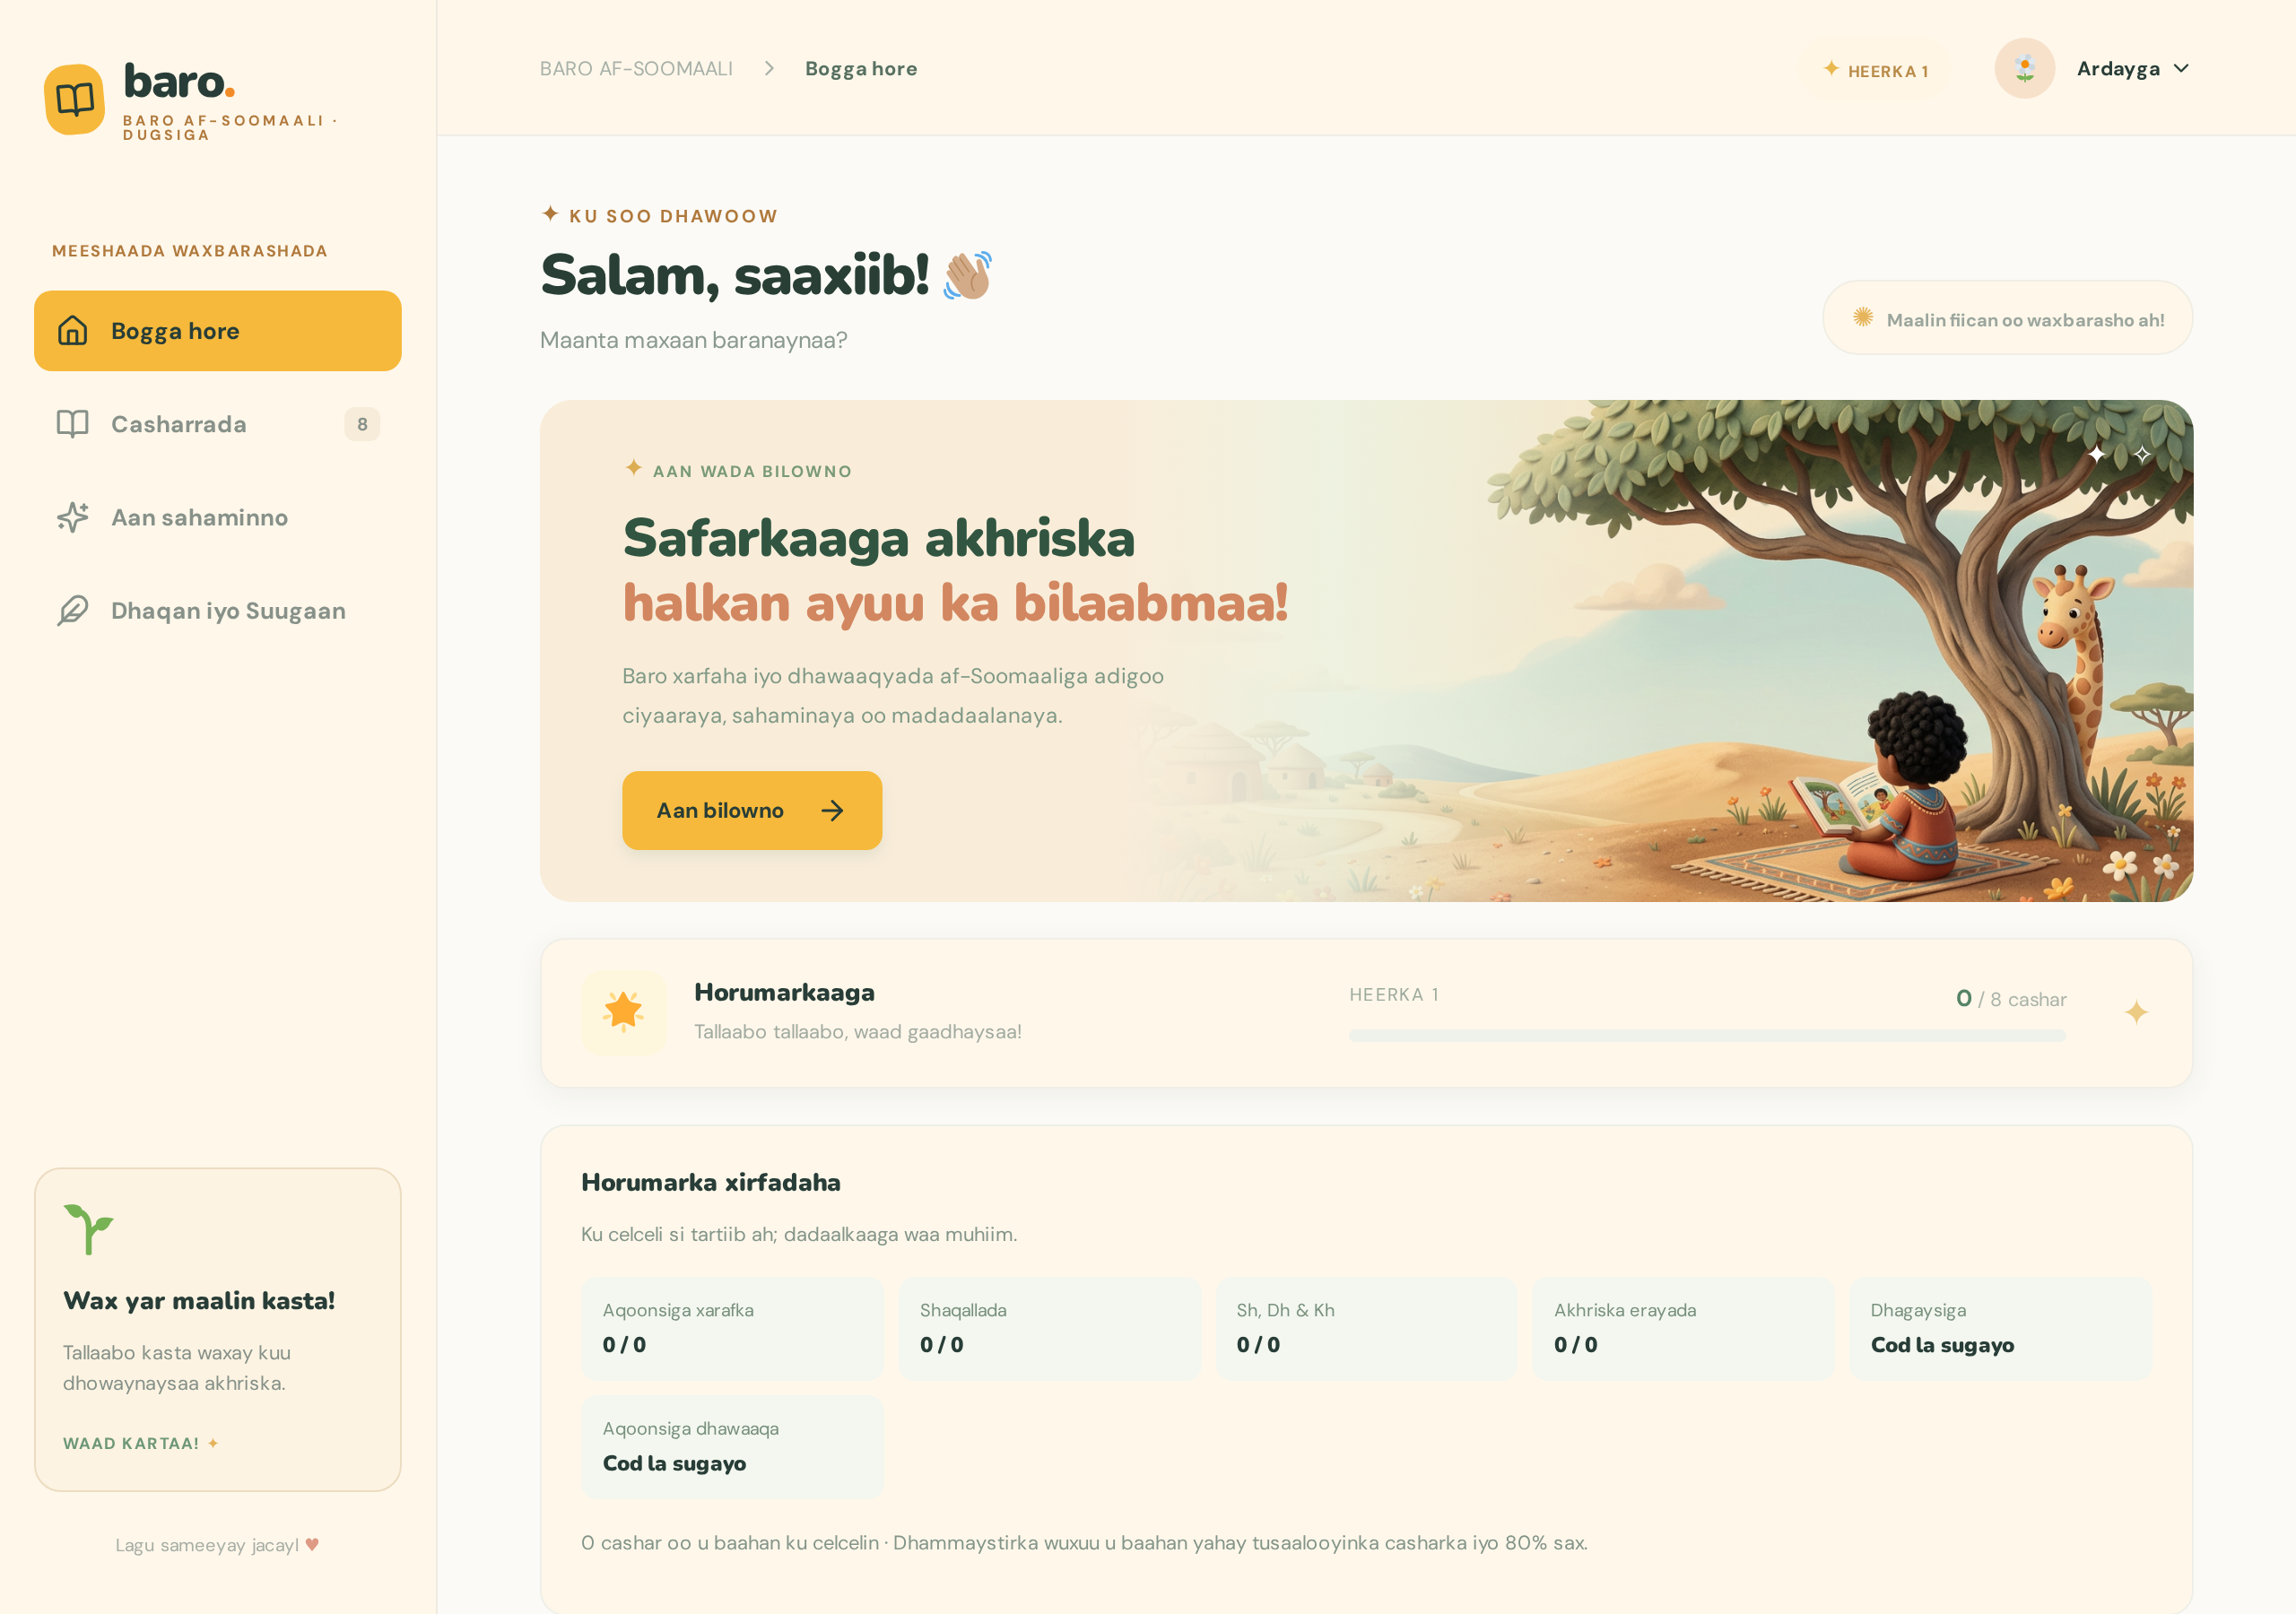 baro.
BARO AF-SOOMAALI ·
DUGSIGA
MEESHAADA WAXBARASHADA
Bogga hore
Casharrada 8
Aan sahaminno
Dhaqan iyo Suugaan
Wax yar maalin kasta!
Tallaabo kasta waxay kuu
dhowaynaysaa akhriska.
WAAD KARTAA!
Lagu sameeyay jacayl ♥
BARO AF-SOOMAALI > Bogga hore
HEERKA 1
Ardayga
KU SOO DHAWOOW
Salam, saaxiib! 👋🏽
Maanta maxaan baranaynaa?
Maalin fiican oo waxbarasho ah!
AAN WADA BILOWNO
Safarkaaga akhriska
halkan ayuu ka bilaabmaa!
Baro xarfaha iyo dhawaaqyada af-Soomaaliga adigoo
ciyaaraya, sahaminaya oo madadaalanaya.
Aan bilowno →
Horumarkaaga
Tallaabo tallaabo, waad gaadhaysaa!
HEERKA 1
0 / 8 cashar
Horumarka xirfadaha
Ku celceli si tartiib ah; dadaalkaaga waa muhiim.
Aqoonsiga xarafka
0 / 0
Shaqallada
0 / 0
Sh, Dh & Kh
0 / 0
Akhriska erayada
0 / 0
Dhagaysiga
Cod la sugayo
Aqoonsiga dhawaaqa
Cod la sugayo
0 cashar oo u baahan ku celcelin · Dhammaystirka wuxuu u baahan yahay tusaalooyinka casharka iyo 80% sax.